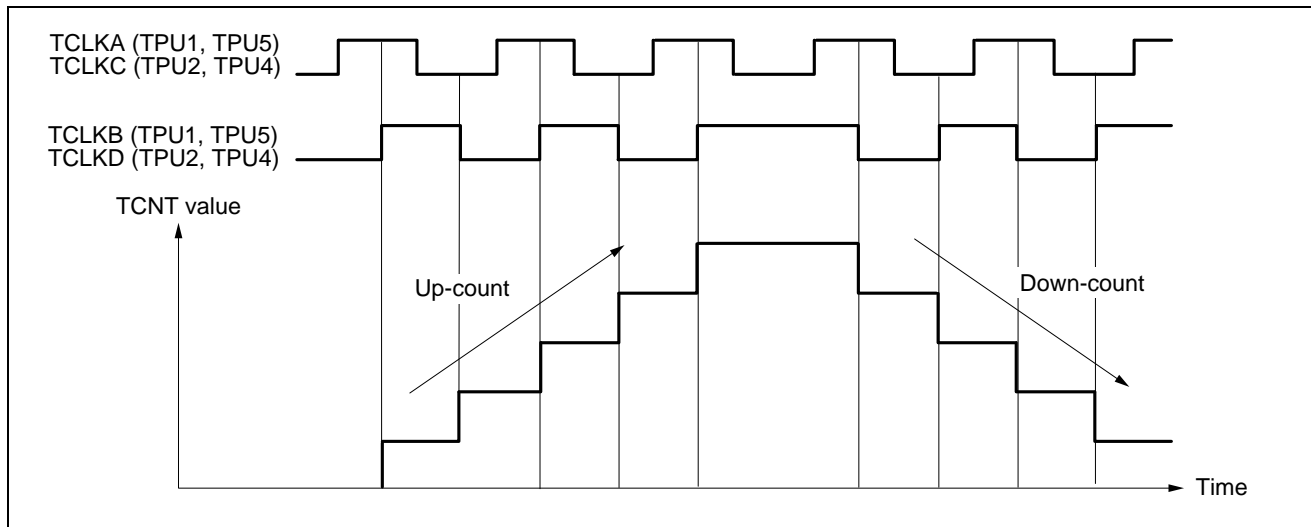 TCLKA (TPU1, TPU5)
TCLKC (TPU2, TPU4)
TCLKB (TPU1, TPU5)
TCLKD (TPU2, TPU4)
TCNT value
Up-count
Down-count
Time